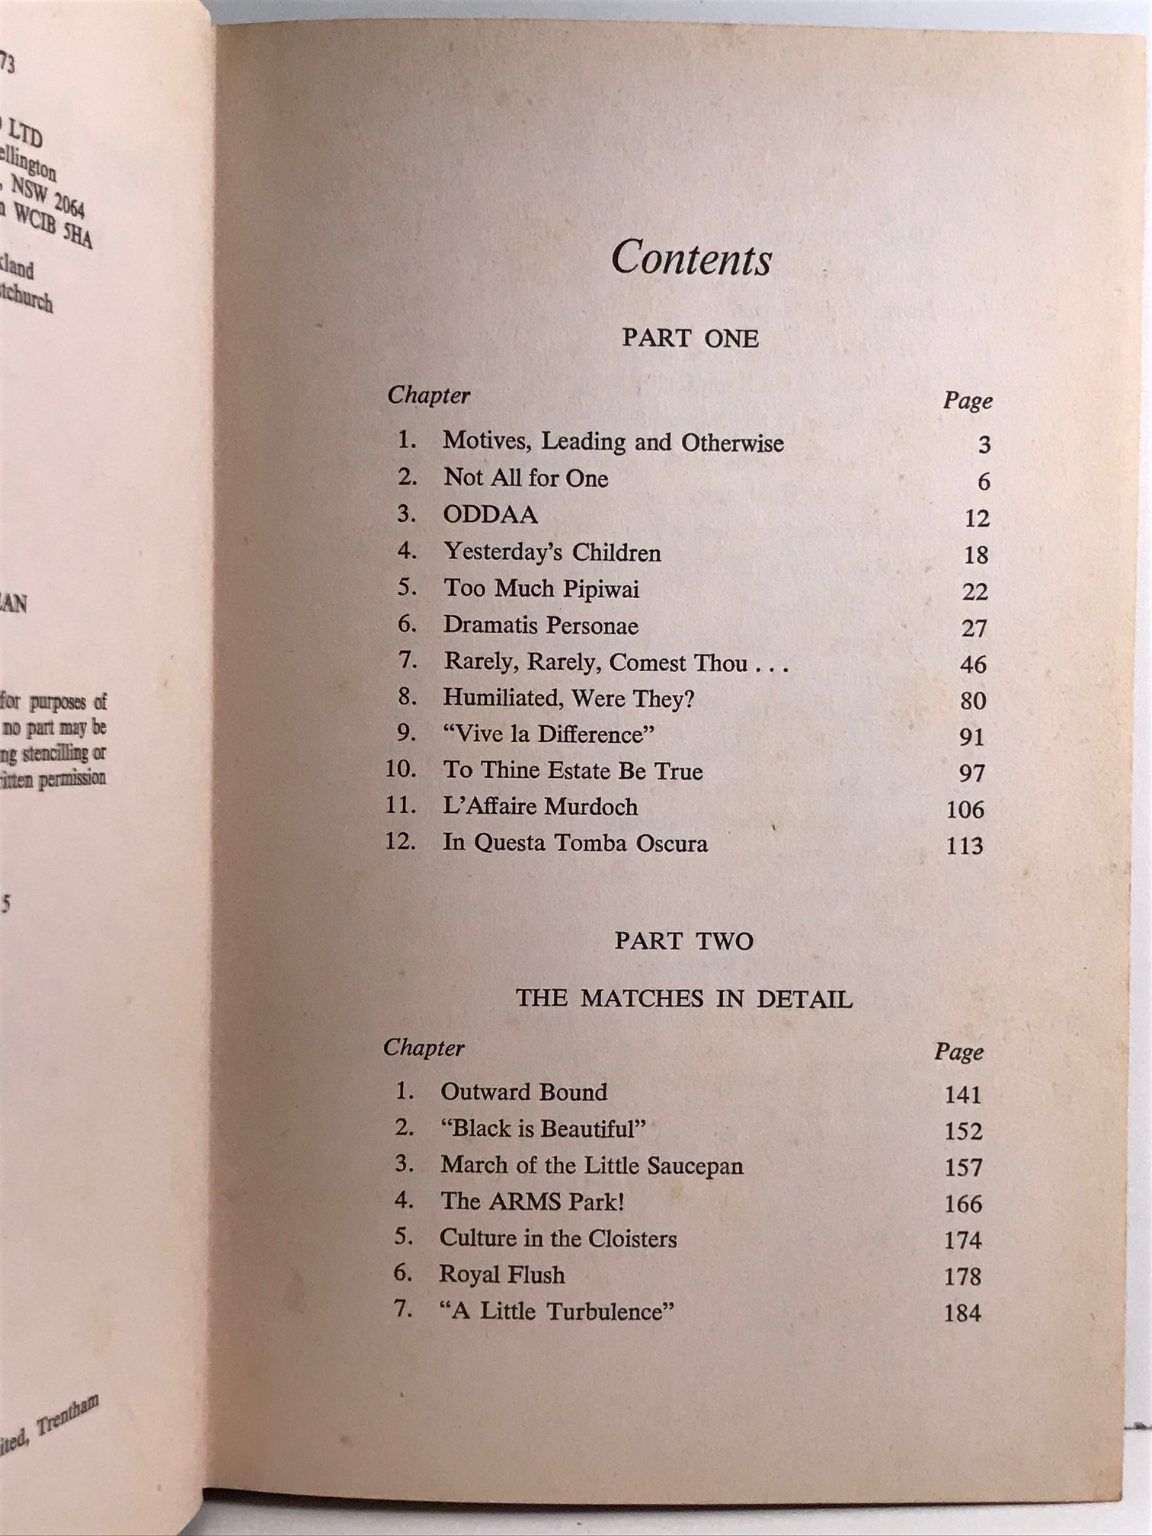 73
LTD
ellington
, NSW 2064
WCIB 5HA
land
tchurch
EAN
for purposes of
no part may be
ng stencilling or
ritten permission
5
ited, Trentham
Contents
PART ONE
Chapter Page
1. Motives, Leading and Otherwise 3
2. Not All for One 6
3. ODDAA 12
4. Yesterday's Children 18
5. Too Much Pipiwai 22
6. Dramatis Personae 27
7. Rarely, Rarely, Comest Thou . . . 46
8. Humiliated, Were They? 80
9. “Vive la Difference” 91
10. To Thine Estate Be True 97
11. L'Affaire Murdoch 106
12. In Questa Tomba Oscura 113
PART TWO
THE MATCHES IN DETAIL
Chapter Page
1. Outward Bound 141
2. “Black is Beautiful” 152
3. March of the Little Saucepan 157
4. The ARMS Park! 166
5. Culture in the Cloisters 174
6. Royal Flush 178
7. “A Little Turbulence” 184